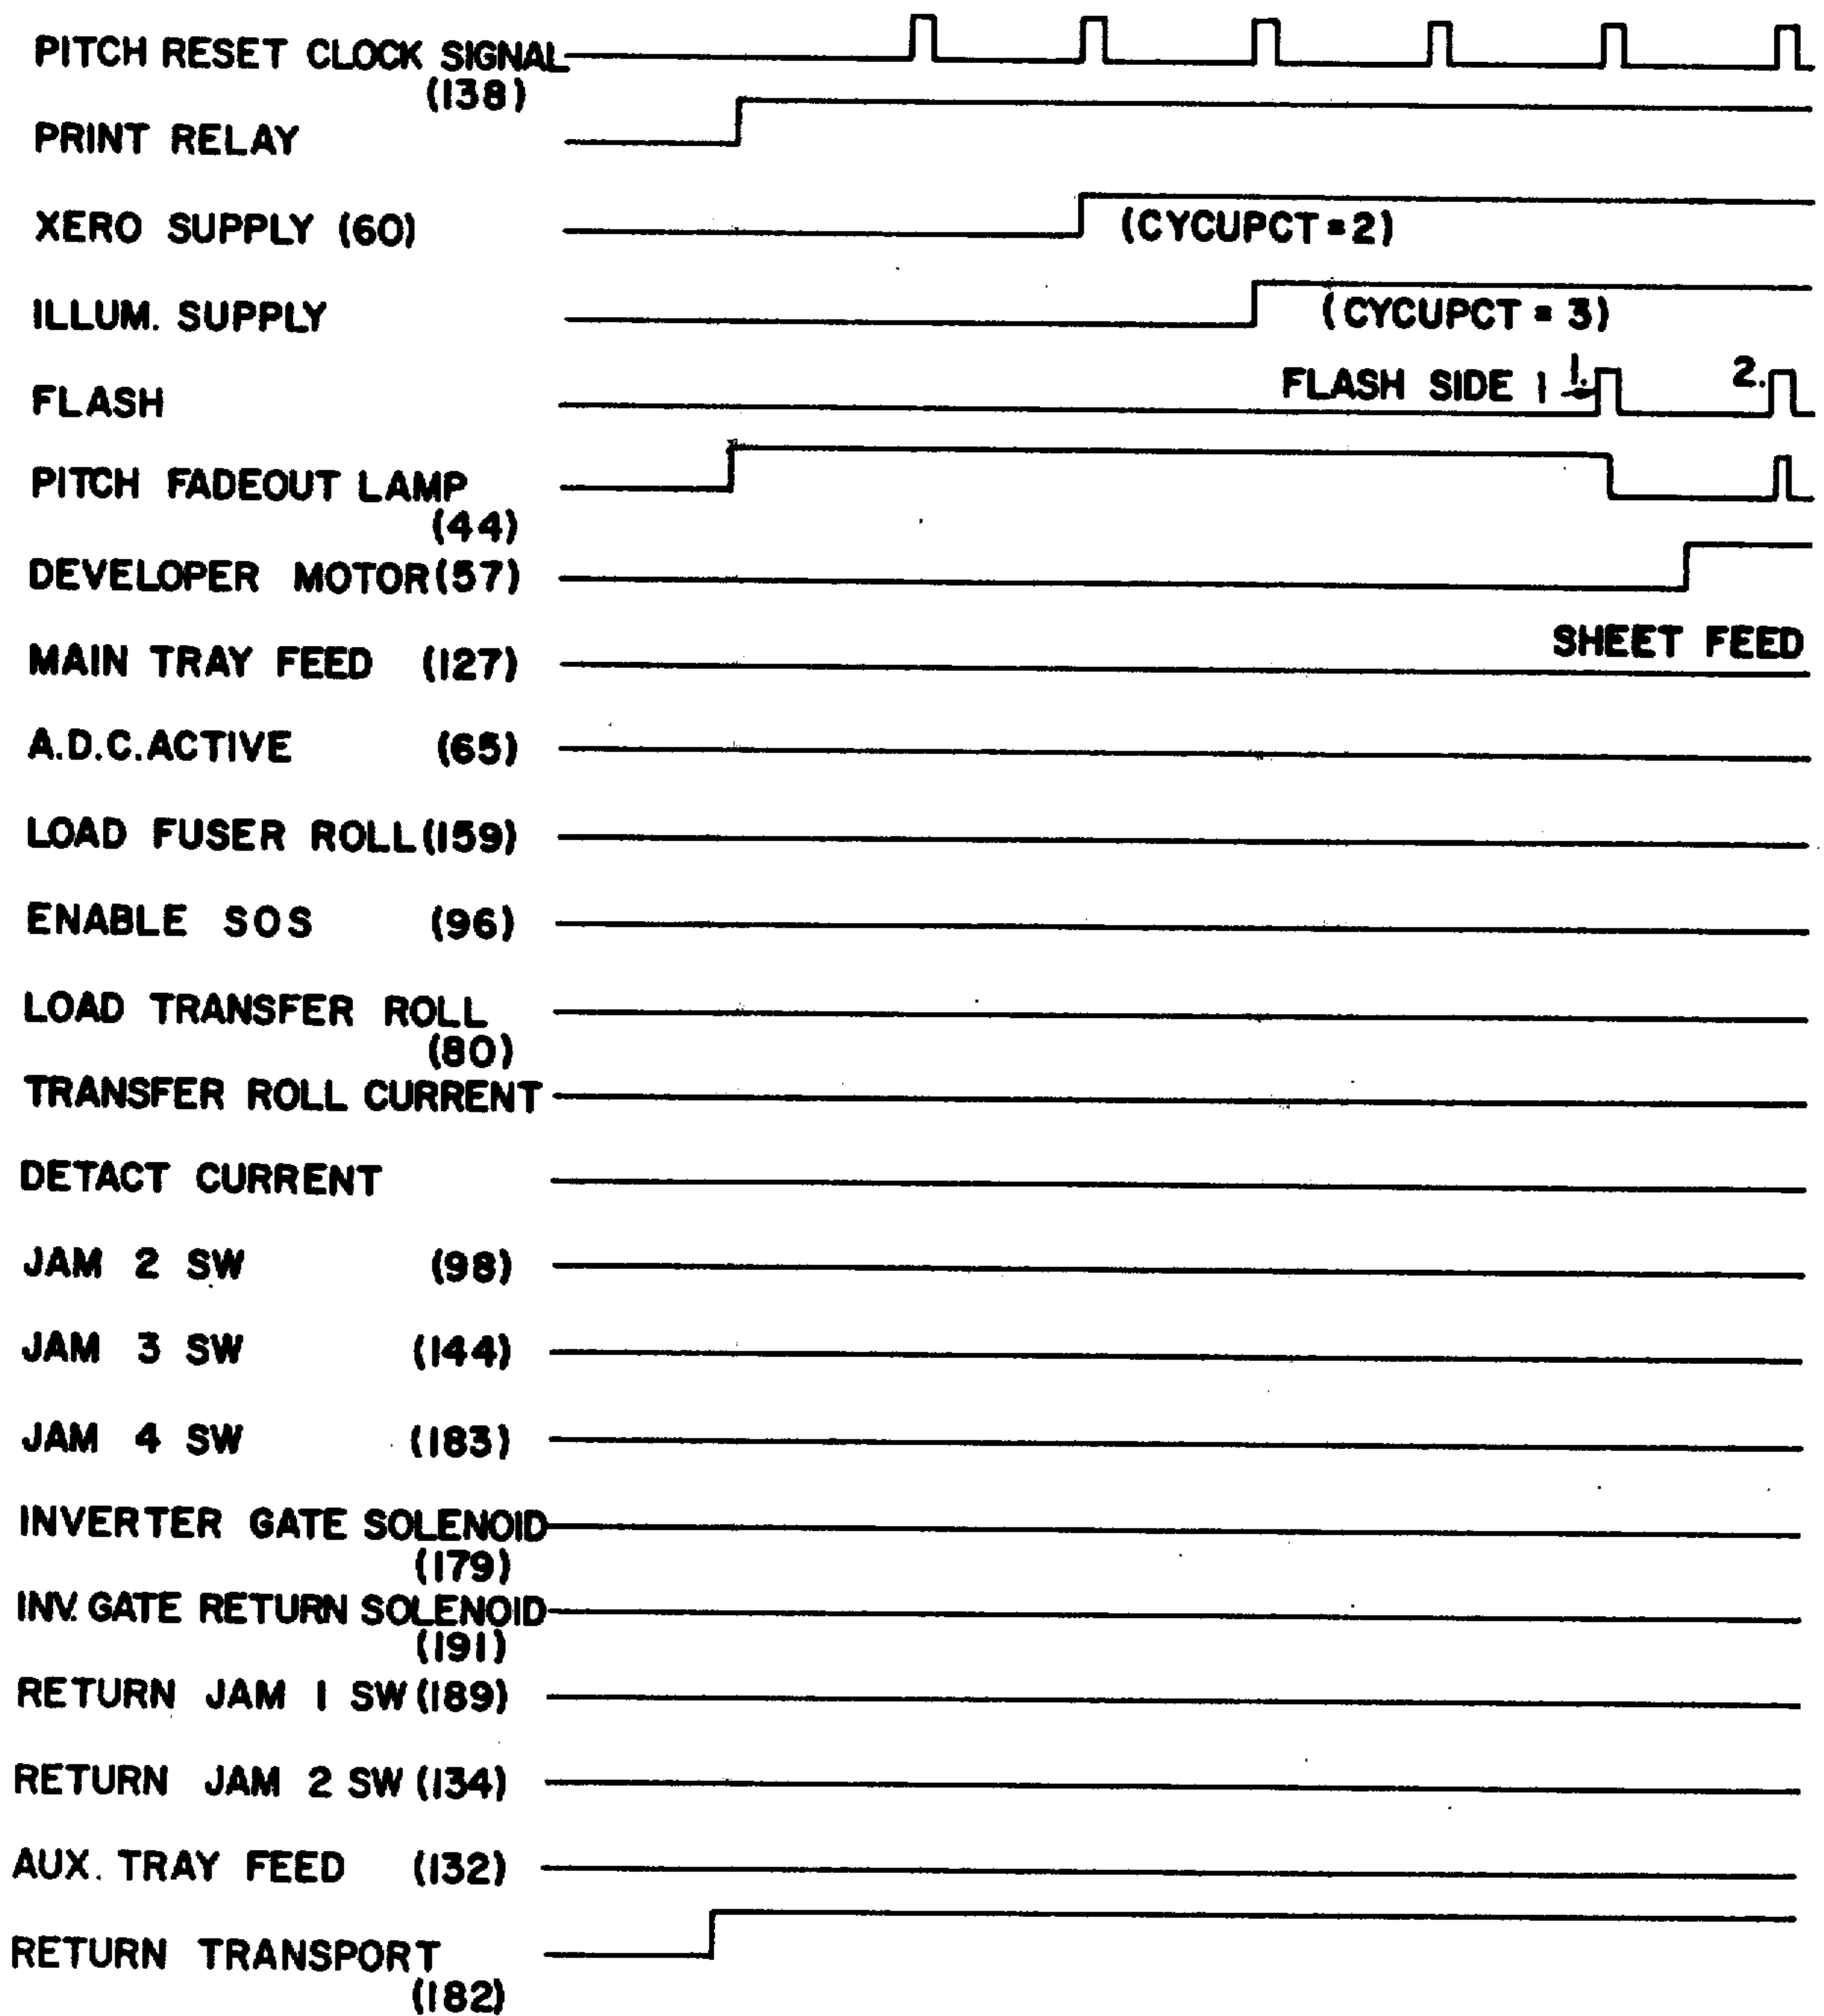 PITCH RESET CLOCK SIGNAL
(138)
PRINT RELAY
XERO SUPPLY (60)
(CYCUPCT = 2)
ILLUM. SUPPLY
(CYCUPCT = 3)
FLASH
FLASH SIDE 1 1.
2.
PITCH FADEOUT LAMP
(44)
DEVELOPER MOTOR (57)
MAIN TRAY FEED (127)
SHEET FEED
A.D.C. ACTIVE (65)
LOAD FUSER ROLL (159)
ENABLE SOS (96)
LOAD TRANSFER ROLL
(80)
TRANSFER ROLL CURRENT
DETACT CURRENT
JAM 2 SW (98)
JAM 3 SW (144)
JAM 4 SW (183)
INVERTER GATE SOLENOID
(179)
INV. GATE RETURN SOLENOID
(191)
RETURN JAM 1 SW (189)
RETURN JAM 2 SW (134)
AUX. TRAY FEED (132)
RETURN TRANSPORT
(182)